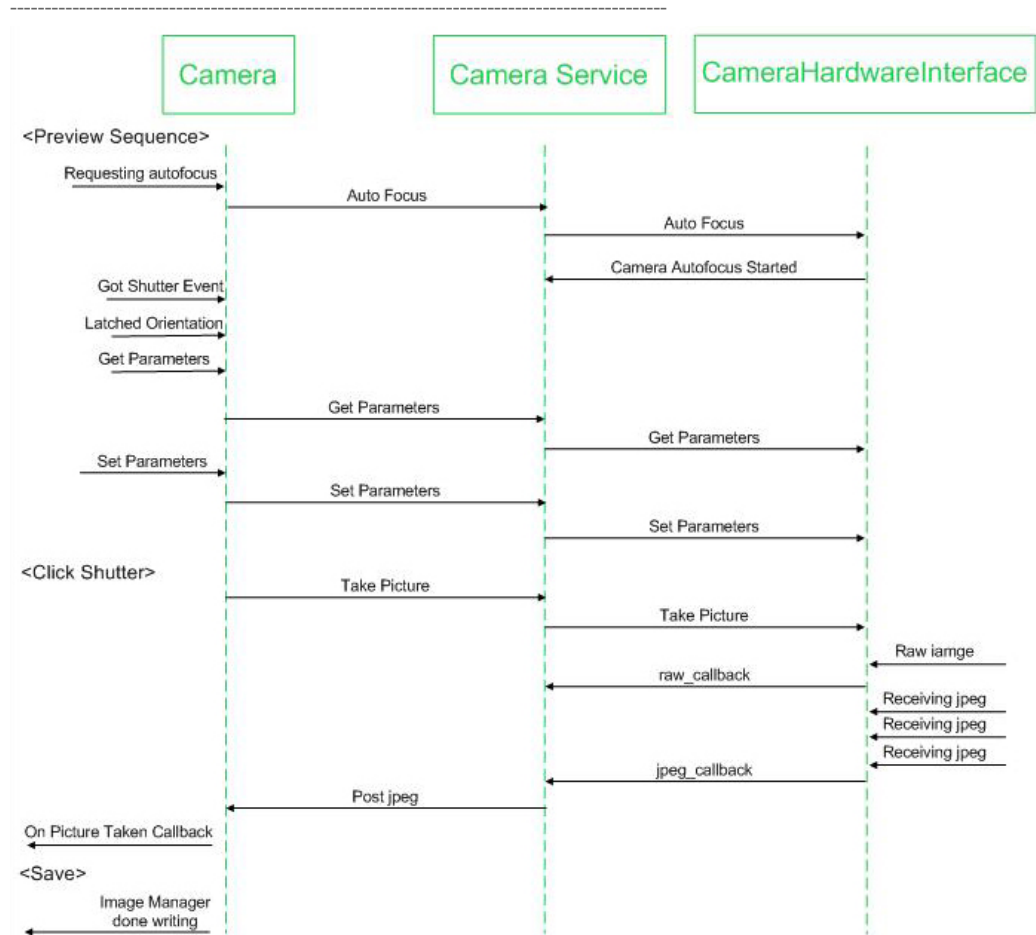 Camera
Camera Service
CameraHardwareInterface
<Preview Sequence>
Requesting autofocus
Auto Focus
Auto Focus
Camera Autofocus Started
Got Shutter Event
Latched Orientation
Get Parameters
Get Parameters
Get Parameters
Set Parameters
Set Parameters
Set Parameters
<Click Shutter>
Take Picture
Take Picture
Raw iamge
raw_callback
Receiving jpeg
Receiving jpeg
Receiving jpeg
jpeg_callback
Post jpeg
On Picture Taken Callback
<Save>
Image Manager
done writing